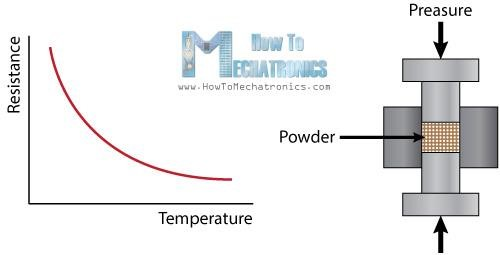 Resistance
Temperature
How To
MECHATRONICS
www.HowToMechatronics.com
Preasure
Powder